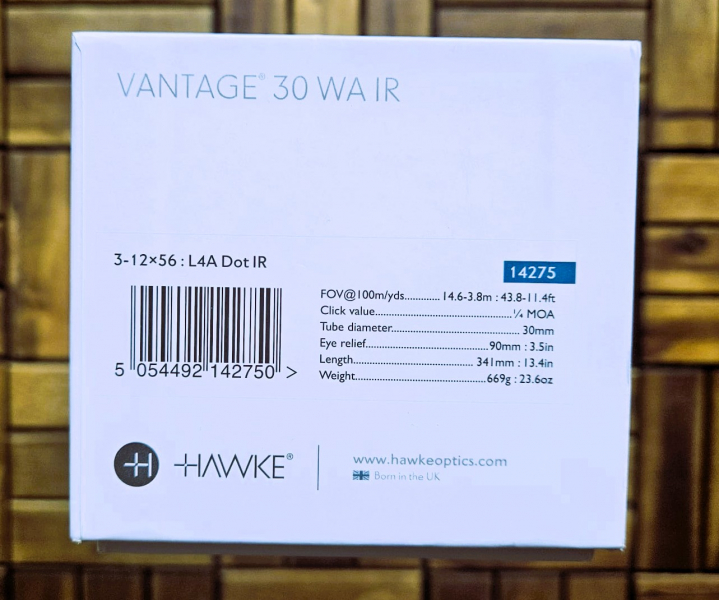 VANTAGE® 30 WA IR
3-12×56 : L4A Dot IR
14275
FOV@100m/yds............ 14.6-3.8m : 43.8-11.4ft
Click value..............................................¼ MOA
Tube diameter........................................... 30mm
Eye relief.........................................90mm : 3.5in
Length...................................... 341mm : 13.4in
Weight............................................669g : 23.6oz
5 054492 142750 >
H HAWKE®
www.hawkeoptics.com
Born in the UK